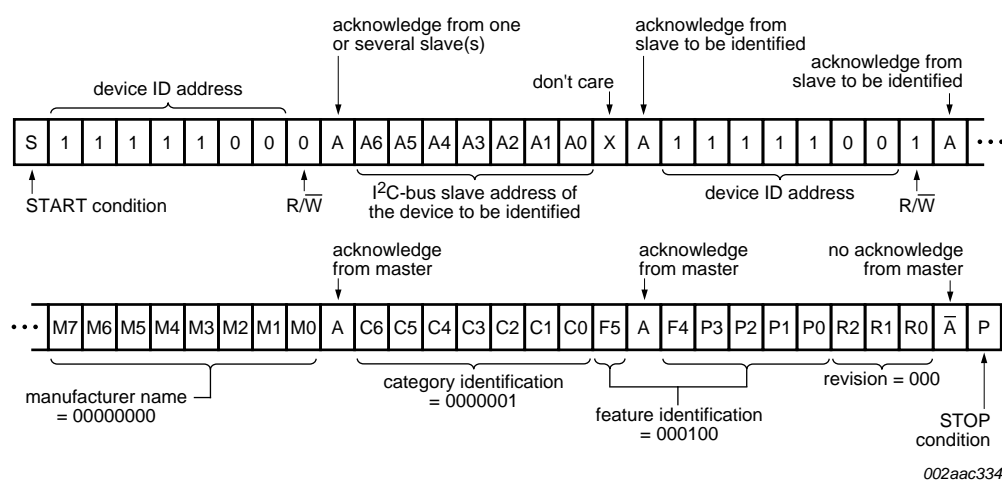 acknowledge from one
or several slave(s)
acknowledge from
slave to be identified
acknowledge from
slave to be identified
device ID address
don't care
S 1 1 1 1 1 0 0 0 A A6 A5 A4 A3 A2 A1 A0 X A 1 1 1 1 1 0 0 1 A •••
START condition
R/W̅
I²C-bus slave address of
the device to be identified
device ID address
R/W̅
acknowledge
from master
acknowledge
from master
no acknowledge
from master
••• M7 M6 M5 M4 M3 M2 M1 M0 A C6 C5 C4 C3 C2 C1 C0 F5 A F4 P3 P2 P1 P0 R2 R1 R0 A̅ P
manufacturer name
= 00000000
category identification
= 0000001
feature identification
= 000100
revision = 000
STOP
condition
002aac334